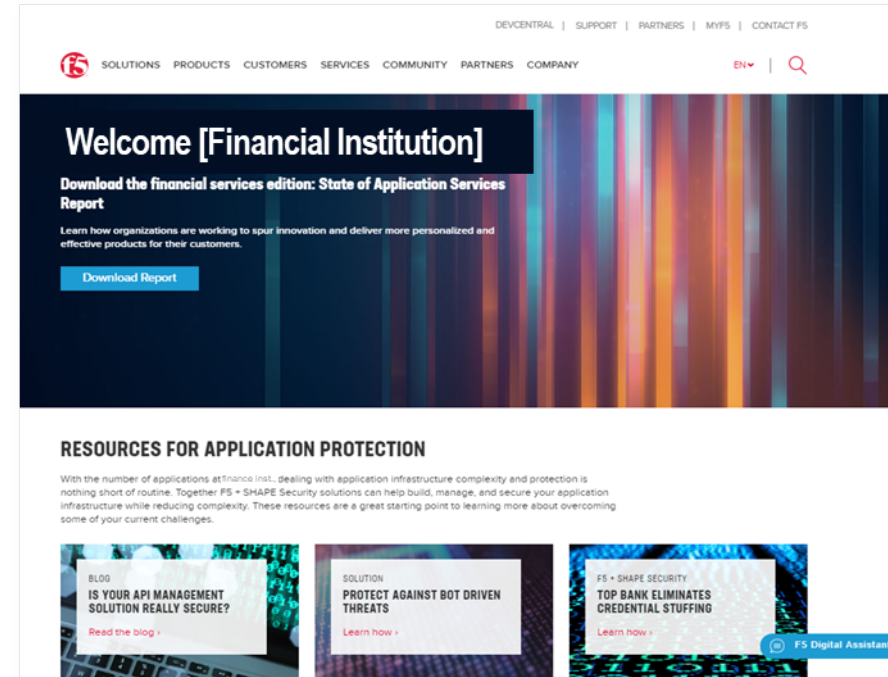 DEVCENTRAL | SUPPORT | PARTNERS | MYF5 | CONTACT F5
f5 SOLUTIONS PRODUCTS CUSTOMERS SERVICES COMMUNITY PARTNERS COMPANY EN |
Welcome [Financial Institution]
Download the financial services edition: State of Application Services
Report
Learn how organizations are working to spur innovation and deliver more personalized and
effective products for their customers.
Download Report
RESOURCES FOR APPLICATION PROTECTION
With the number of applications at finance inst., dealing with application infrastructure complexity and protection is
nothing short of routine. Together F5 + SHAPE Security solutions can help build, manage, and secure your application
infrastructure while reducing complexity. These resources are a great starting point to learning more about overcoming
some of your current challenges.
BLOG
IS YOUR API MANAGEMENT
SOLUTION REALLY SECURE?
Read the blog ›
SOLUTION
PROTECT AGAINST BOT DRIVEN
THREATS
Learn how ›
F5 + SHAPE SECURITY
TOP BANK ELIMINATES
CREDENTIAL STUFFING
Learn how ›
F5 Digital Assistant